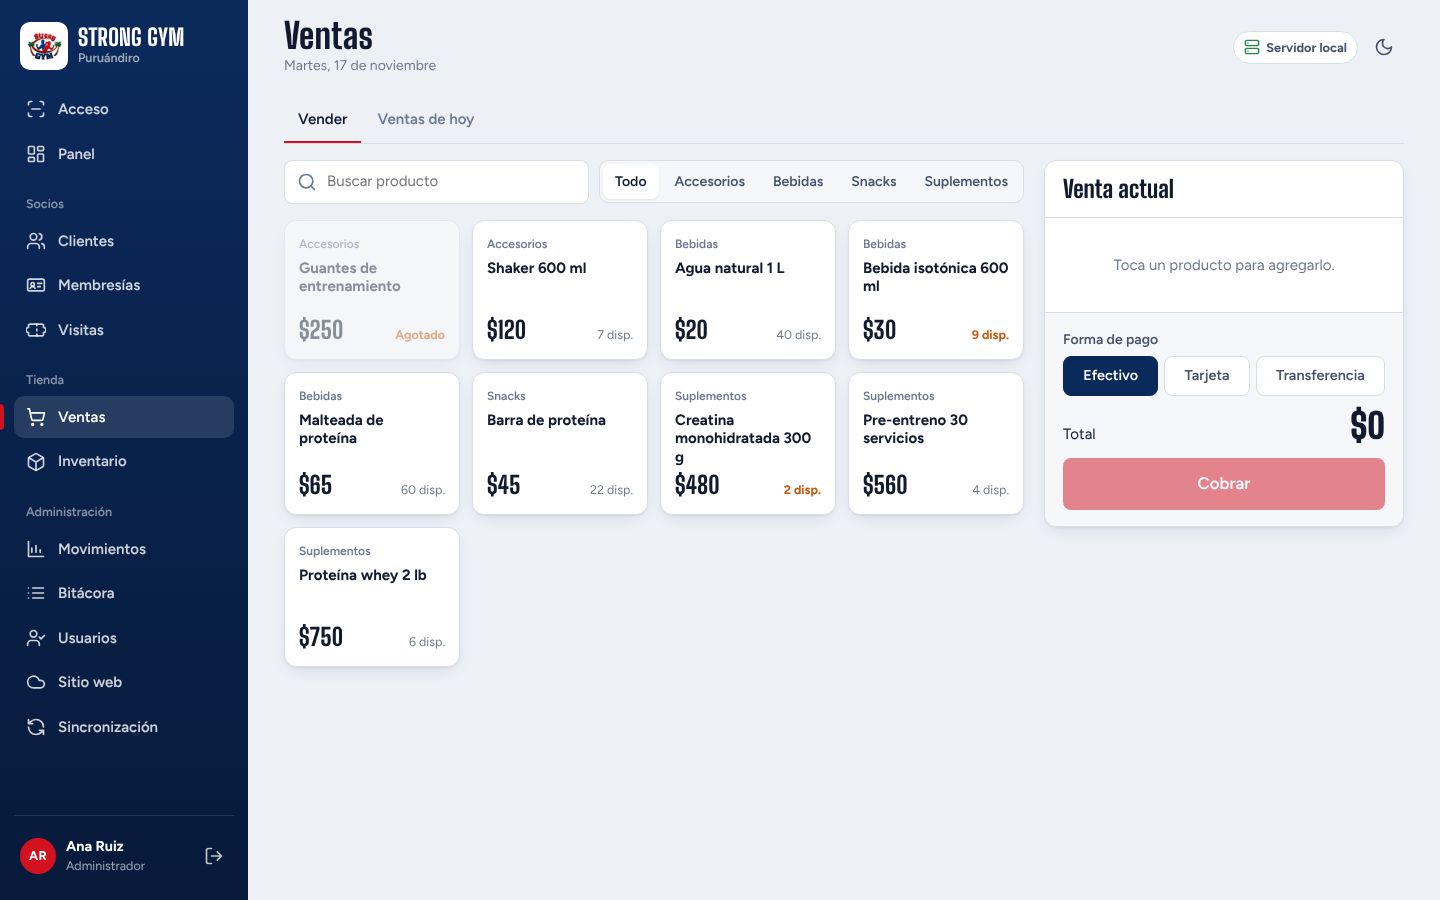 STRONG GYM
Puruándiro
Acceso
Panel
Socios
Clientes
Membresías
Visitas
Tienda
Ventas
Inventario
Administración
Movimientos
Bitácora
Usuarios
Sitio web
Sincronización
AR
Ana Ruiz
Administrador
Ventas
Martes, 17 de noviembre
Servidor local
Vender
Ventas de hoy
Buscar producto
Todo
Accesorios
Bebidas
Snacks
Suplementos
Accesorios
Guantes de
entrenamiento
$250
Agotado
Accesorios
Shaker 600 ml
$120
7 disp.
Bebidas
Agua natural 1 L
$20
40 disp.
Bebidas
Bebida isotónica 600
ml
$30
9 disp.
Bebidas
Malteada de
proteína
$65
60 disp.
Snacks
Barra de proteína
$45
22 disp.
Suplementos
Creatina
monohidratada 300
g
$480
2 disp.
Suplementos
Pre-entreno 30
servicios
$560
4 disp.
Suplementos
Proteína whey 2 lb
$750
6 disp.
Venta actual
Toca un producto para agregarlo.
Forma de pago
Efectivo
Tarjeta
Transferencia
Total
$0
Cobrar